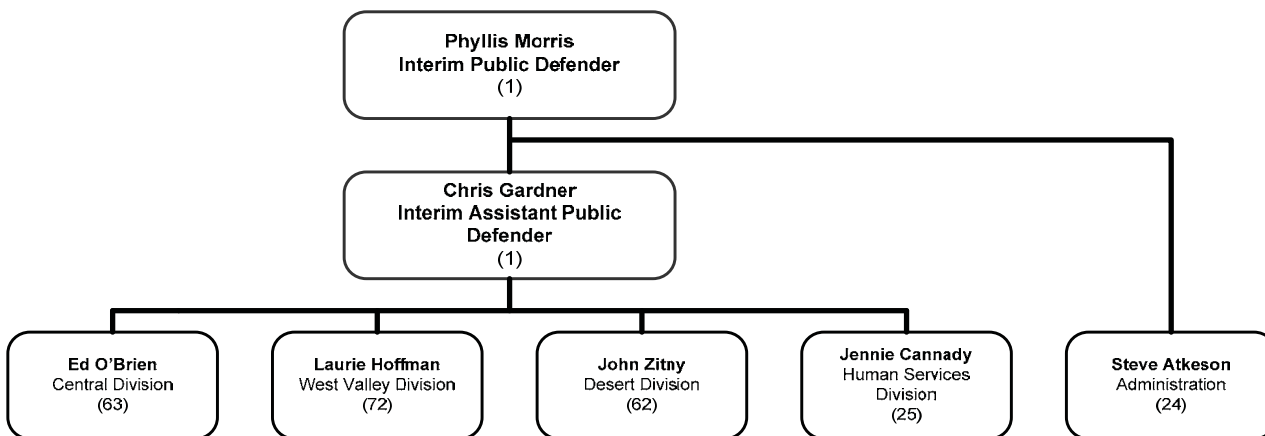 Phyllis Morris
Interim Public Defender
(1)
Chris Gardner
Interim Assistant Public
Defender
(1)
Ed O’Brien
Central Division
(63)
Laurie Hoffman
West Valley Division
(72)
John Zitny
Desert Division
(62)
Jennie Cannady
Human Services
Division
(25)
Steve Atkeson
Administration
(24)